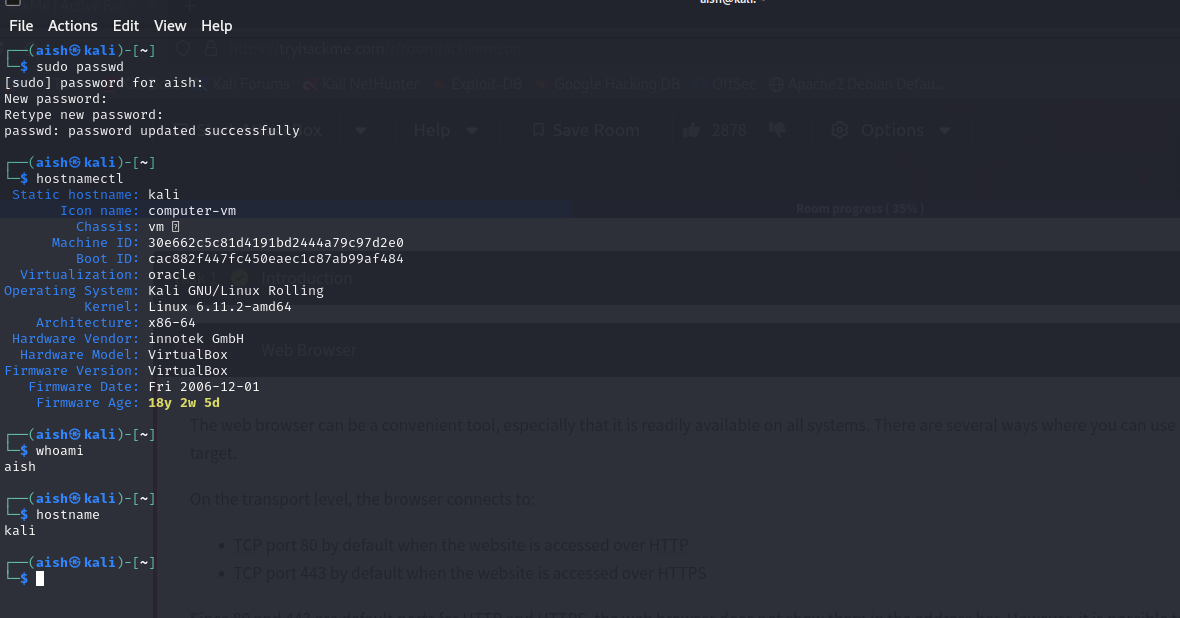 aish@kali: ~
File Actions Edit View Help
┌──(aish㉿kali)-[~]
└─$ sudo passwd
[sudo] password for aish:
New password:
Retype new password:
passwd: password updated successfully
┌──(aish㉿kali)-[~]
└─$ hostnamectl
Static hostname: kali
Icon name: computer-vm
Chassis: vm
Machine ID: 30e662c5c81d4191bd2444a79c97d2e0
Boot ID: cac882f447fc450eaec1c87ab99af484
Virtualization: oracle
Operating System: Kali GNU/Linux Rolling
Kernel: Linux 6.11.2-amd64
Architecture: x86-64
Hardware Vendor: innotek GmbH
Hardware Model: VirtualBox
Firmware Version: VirtualBox
Firmware Date: Fri 2006-12-01
Firmware Age: 18y 2w 5d
┌──(aish㉿kali)-[~]
└─$ whoami
aish
┌──(aish㉿kali)-[~]
└─$ hostname
kali
┌──(aish㉿kali)-[~]
└─$
tryhackme.com
Kali Forums Kali NetHunter Exploit-DB Google Hacking DB OffSec Apache2 Debian Defau...
Box Help Save Room 2878 Options
Room progress ( 35% )
Introduction
Web Browser
The web browser can be a convenient tool, especially that it is readily available on all systems. There are several ways where you can use
target.
On the transport level, the browser connects to:
• TCP port 80 by default when the website is accessed over HTTP
• TCP port 443 by default when the website is accessed over HTTPS